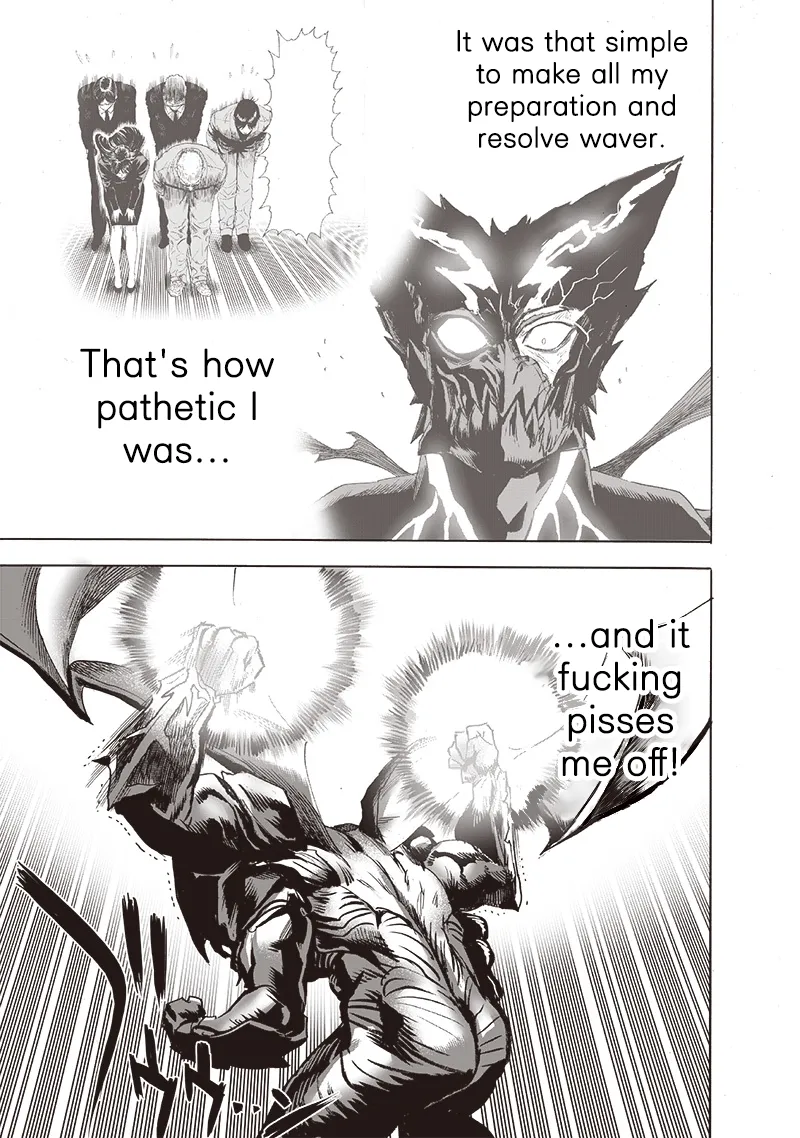 It was that simple
to make all my
preparation and
resolve waver.
That's how
pathetic I
was...
...and it
fucking
pisses
me off!